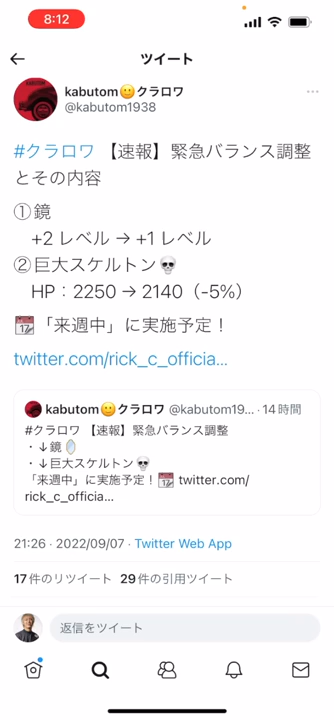 8:12
ツイート
kabutom🙂クラロワ
@kabutom1938
#クラロワ 【速報】緊急バランス調整
とその内容
①鏡
+2 レベル → +1 レベル
②巨大スケルトン💀
HP：2250 → 2140（-5%）
📅「来週中」に実施予定！
twitter.com/rick_c_officia...
kabutom🙂クラロワ @kabutom19... · 14時間
#クラロワ 【速報】緊急バランス調整
・↓鏡🪞
・↓巨大スケルトン💀
「来週中」に実施予定！📅 twitter.com/
rick_c_officia...
21:26 · 2022/09/07 · Twitter Web App
17件のリツイート 29件の引用ツイート
返信をツイート